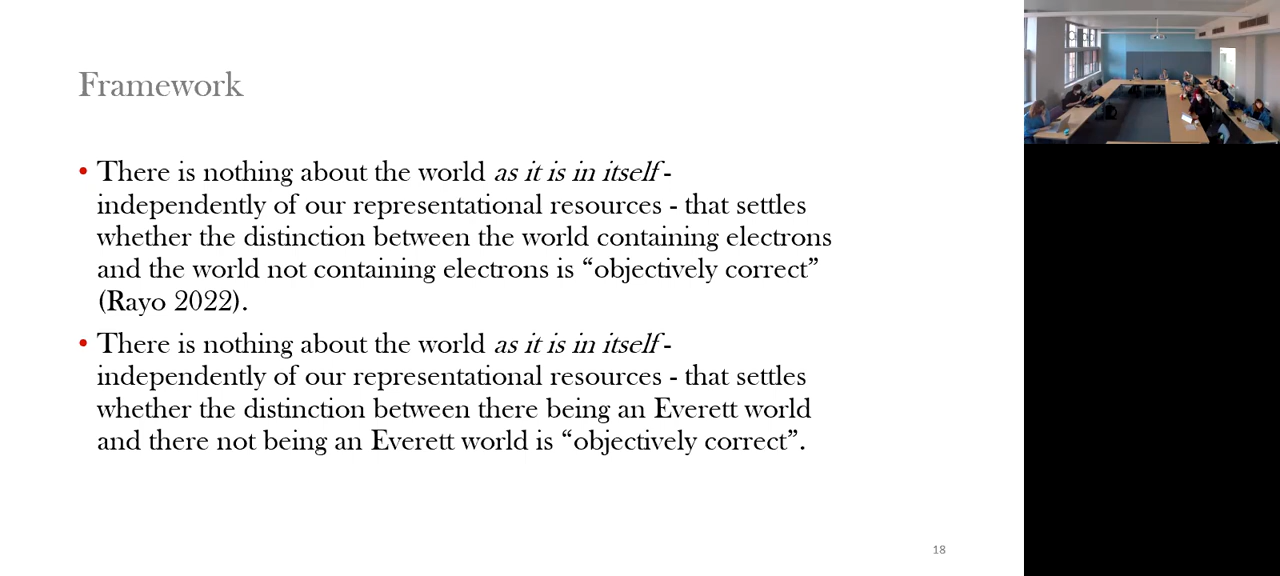 Framework
• There is nothing about the world as it is in itself -
independently of our representational resources - that settles
whether the distinction between the world containing electrons
and the world not containing electrons is “objectively correct”
(Rayo 2022).
• There is nothing about the world as it is in itself -
independently of our representational resources - that settles
whether the distinction between there being an Everett world
and there not being an Everett world is “objectively correct”.
18